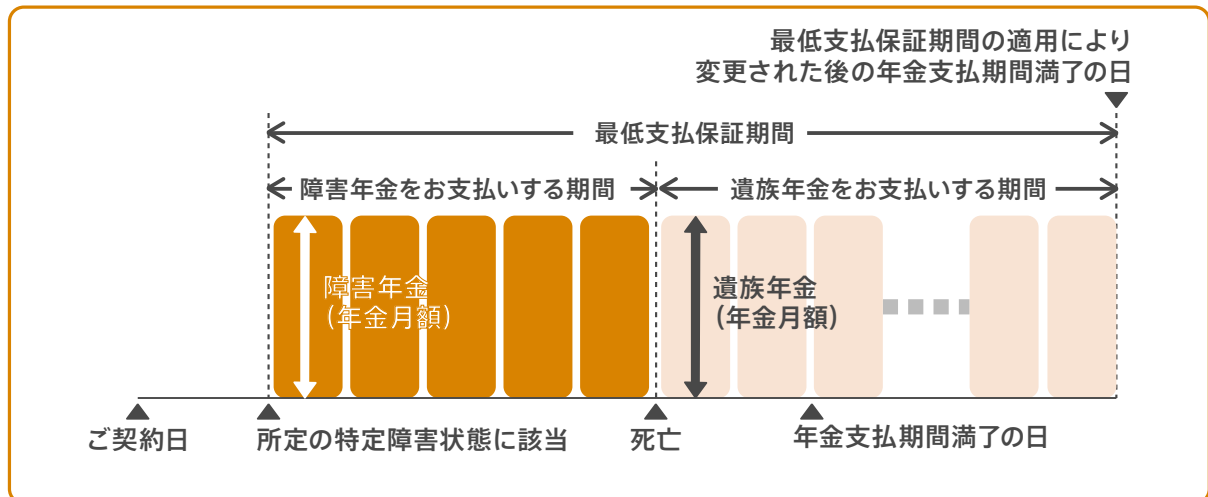 最低支払保証期間の適用により
変更された後の年金支払期間満了の日
最低支払保証期間
障害年金をお支払いする期間
遺族年金をお支払いする期間
障害年金
(年金月額)
遺族年金
(年金月額)
ご契約日
所定の特定障害状態に該当
死亡
年金支払期間満了の日